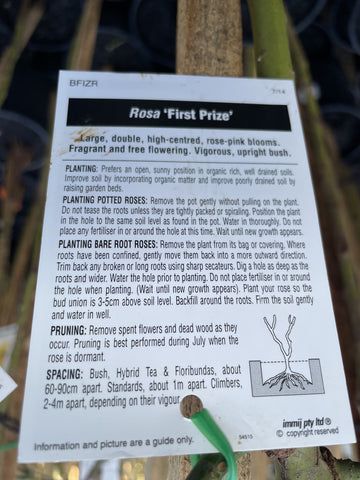 BFIZR
7/14
Rosa 'First Prize'
Large, double, high-centred, rose-pink blooms.
Fragrant and free flowering. Vigorous, upright bush.
PLANTING: Prefers an open, sunny position in organic rich, well drained soils.
Improve soil by incorporating organic matter and improve poorly drained soil by
raising garden beds.
PLANTING POTTED ROSES: Remove the pot gently without pulling on the plant.
Do not tease the roots unless they are tightly packed or spiraling. Position the plant
in the hole to the same soil level as found in the pot. Water in thoroughly. Do not
place any fertiliser in or around the hole at this time. Wait until new growth appears.
PLANTING BARE ROOT ROSES: Remove the plant from its bag or covering. Where
roots have been confined, gently move them back into a more outward direction.
Trim back any broken or long roots using sharp secateurs. Dig a hole as deep as the
roots and wider. Water the hole prior to planting. Do not place fertiliser in or around
the hole when planting. (Wait until new growth appears). Plant your rose so the
bud union is 3-5cm above soil level. Backfill around the roots. Firm the soil gently
and water in well.
PRUNING: Remove spent flowers and dead wood as they
occur. Pruning is best performed during July when the
rose is dormant.
SPACING: Bush, Hybrid Tea & Floribundas, about
60-90cm apart. Standards, about 1m apart. Climbers,
2-4m apart, depending on their vigour.
immij pty ltd ®
© copyright reserved
Information and picture are a guide only.
54515